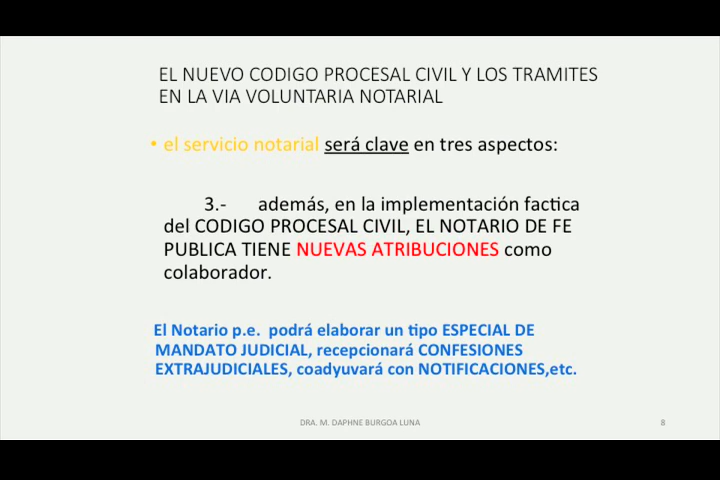 EL NUEVO CODIGO PROCESAL CIVIL Y LOS TRAMITES
EN LA VIA VOLUNTARIA NOTARIAL
• el servicio notarial será clave en tres aspectos:
3.- además, en la implementación factica
del CODIGO PROCESAL CIVIL, EL NOTARIO DE FE
PUBLICA TIENE NUEVAS ATRIBUCIONES como
colaborador.
El Notario p.e. podrá elaborar un tipo ESPECIAL DE
MANDATO JUDICIAL, recepcionará CONFESIONES
EXTRAJUDICIALES, coadyuvará con NOTIFICACIONES,etc.
DRA. M. DAPHNE BURGOA LUNA 8